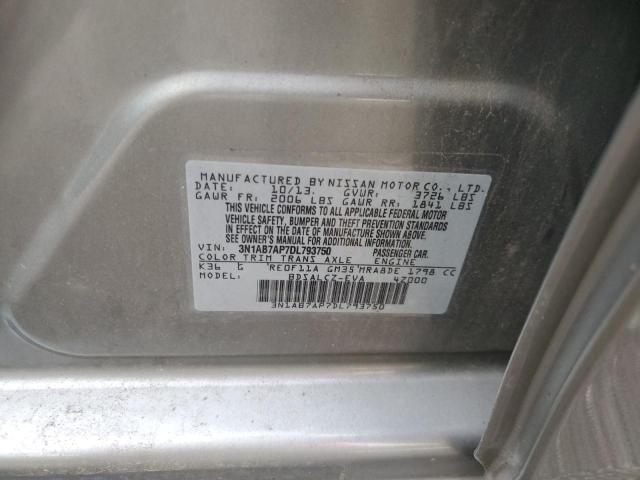 MANUFACTURED BY NISSAN MOTOR CO., LTD.
DATE: 10/13 GVWR: 3726 LBS
GAWR FR: 2006 LBS GAWR RR: 1841 LBS
THIS VEHICLE CONFORMS TO ALL APPLICABLE FEDERAL MOTOR
VEHICLE SAFETY, BUMPER AND THEFT PREVENTION STANDARDS
IN EFFECT ON THE DATE OF MANUFACTURE SHOWN ABOVE.
SEE OWNER'S MANUAL FOR ADDITIONAL INFORMATION
VIN: 3N1AB7AP7DL793750 PASSENGER CAR
COLOR TRIM TRANS AXLE ENGINE
K36 RE0F11A GM35 MRA8DE 1798 CC
MODEL: BDSALCZ-EVA 47000
3N1AB7AP7DL793750